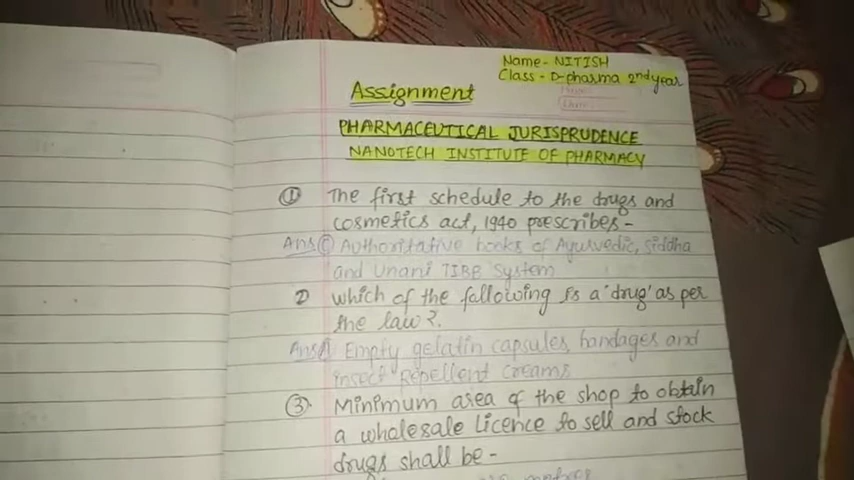 Name- NITISH
Class - D-pharma 2nd year
Assignment
PHARMACEUTICAL JURISPRUDENCE
NANOTECH INSTITUTE OF PHARMACY
① The first schedule to the drugs and
cosmetics act, 1940 prescribes-
Ans Ⓒ Authoritative books of Ayurvedic, siddha
and Unani TIBB System
2 which of the following is a 'drug' as per
the law?.
Ans A Empty gelatin capsules, bandages and
insect Repellent creams
③ Minimum area of the shop to obtain
a wholesale Licence to sell and stock
drugs shall be-